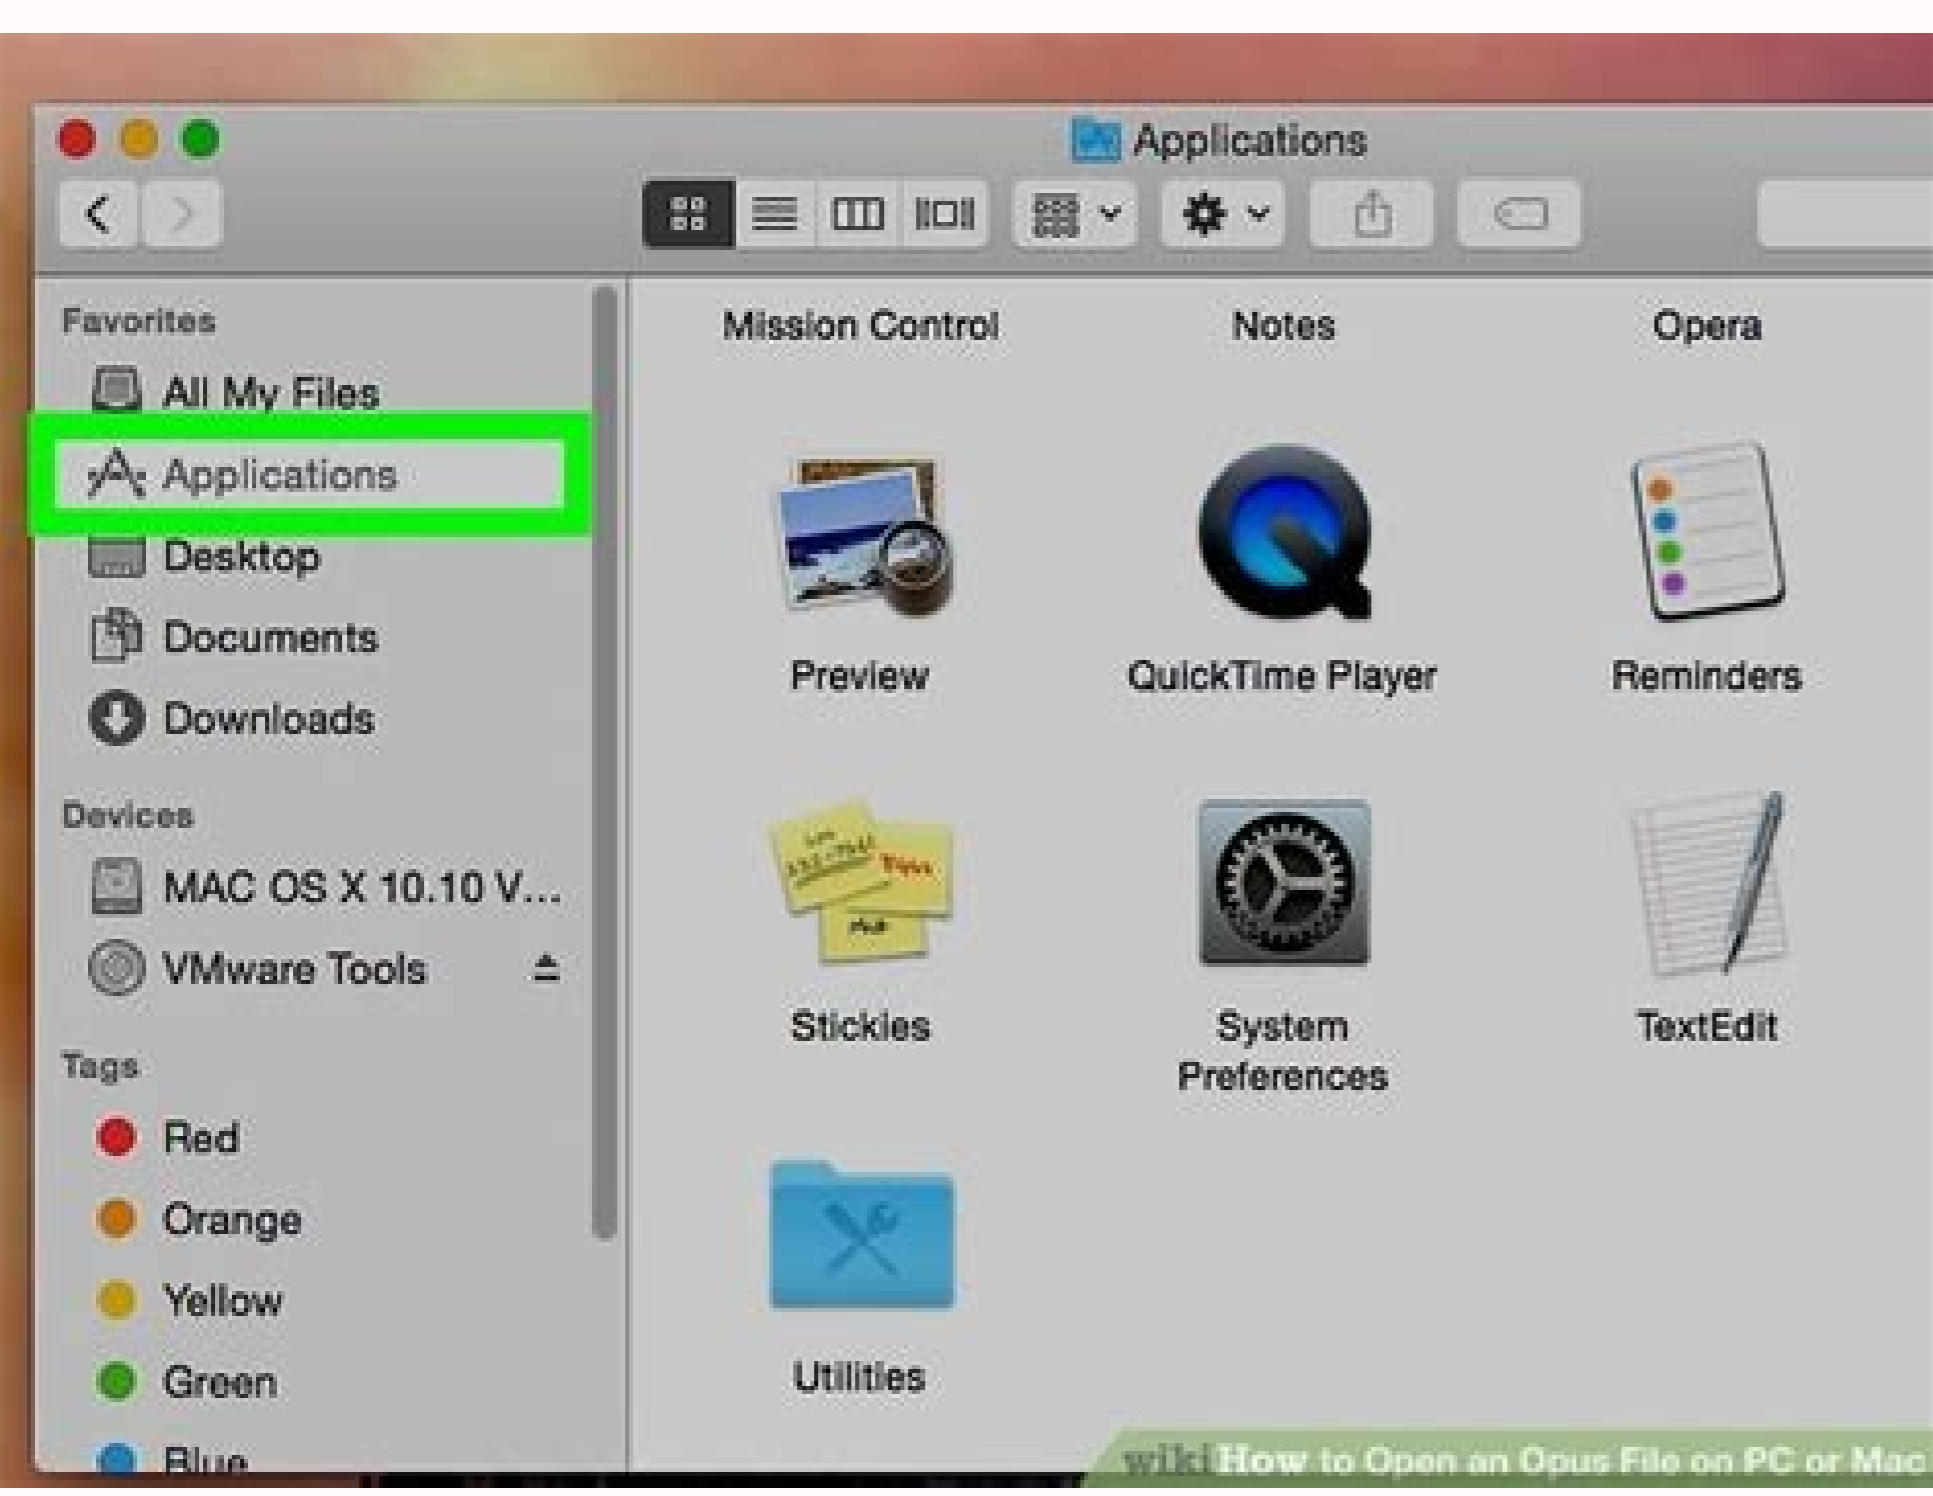 Applications
Favorites
All My Files
Applications
Desktop
Documents
Downloads
Devices
MAC OS X 10.10 V...
VMware Tools
Tags
Red
Orange
Yellow
Green
Blue
Mission Control
Notes
Opera
Preview
QuickTime Player
Reminders
Stickies
System
Preferences
TextEdit
Utilities
wikiHow to Open an Opus File on PC or Mac